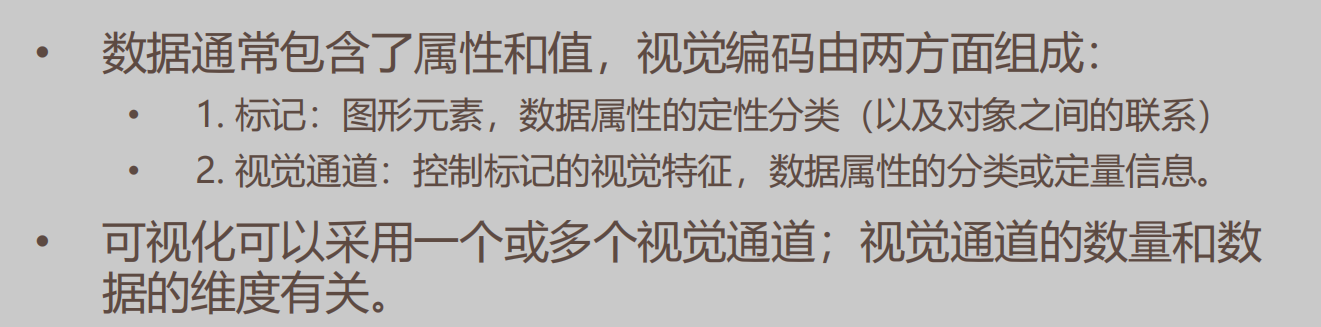 • 数据通常包含了属性和值，视觉编码由两方面组成：
• 1. 标记：图形元素，数据属性的定性分类（以及对象之间的联系）
• 2. 视觉通道：控制标记的视觉特征，数据属性的分类或定量信息。
• 可视化可以采用一个或多个视觉通道；视觉通道的数量和数
据的维度有关。